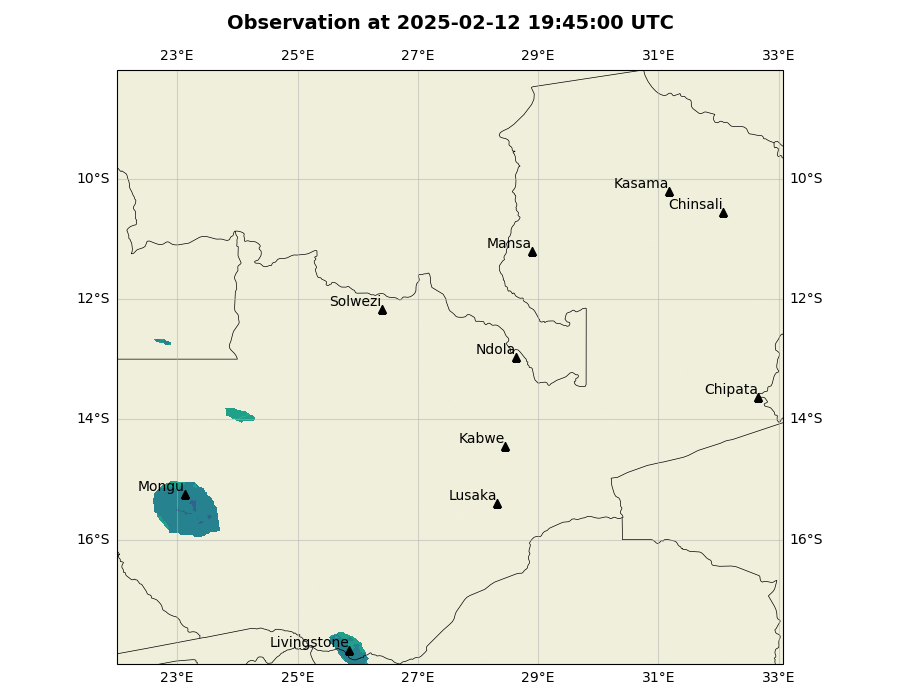 Observation at 2025-02-12 19:45:00 UTC
23°E 25°E 27°E 29°E 31°E 33°E
10°S 10°S
Kasama
Chinsali
Mansa
12°S 12°S
Solwezi
Ndola
Chipata
14°S 14°S
Kabwe
Mongu
Lusaka
16°S 16°S
Livingstone
23°E 25°E 27°E 29°E 31°E 33°E